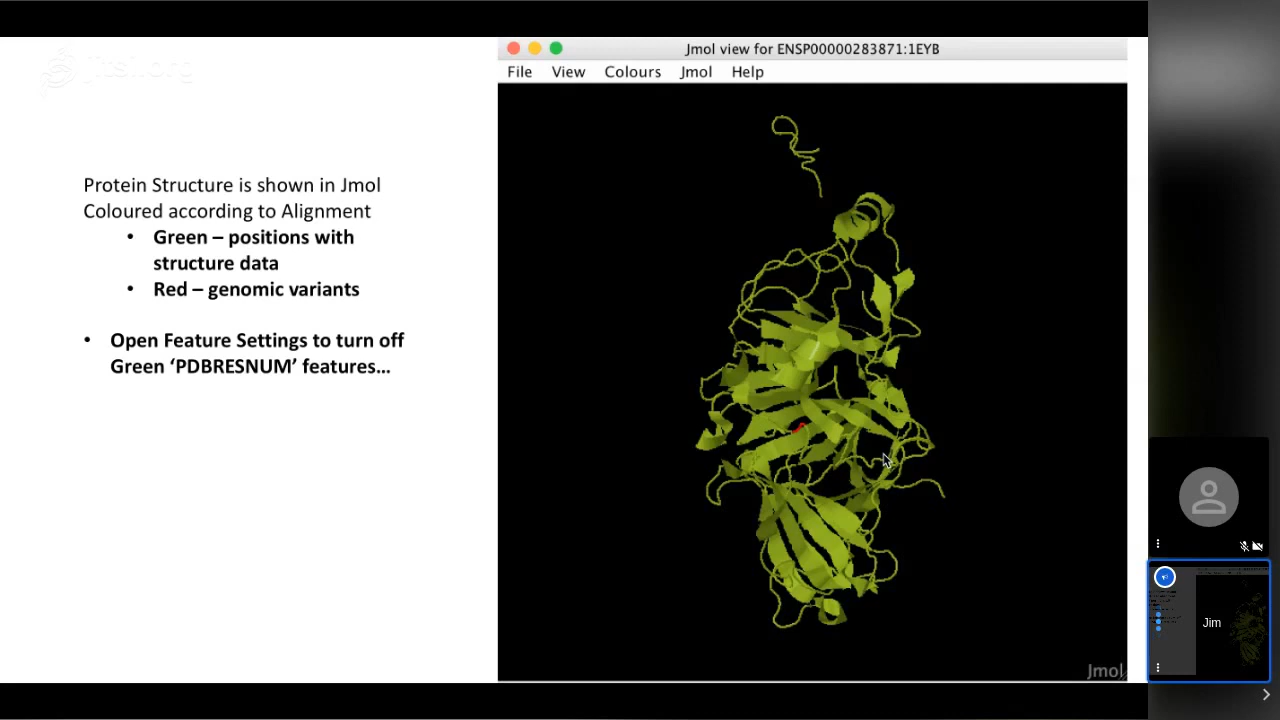 jitsi.org
Protein Structure is shown in Jmol
Coloured according to Alignment
• Green – positions with
structure data
• Red – genomic variants
• Open Feature Settings to turn off
Green ‘PDBRESNUM’ features…
Jmol view for ENSP00000283871:1EYB
File View Colours Jmol Help
Jmol
Jim